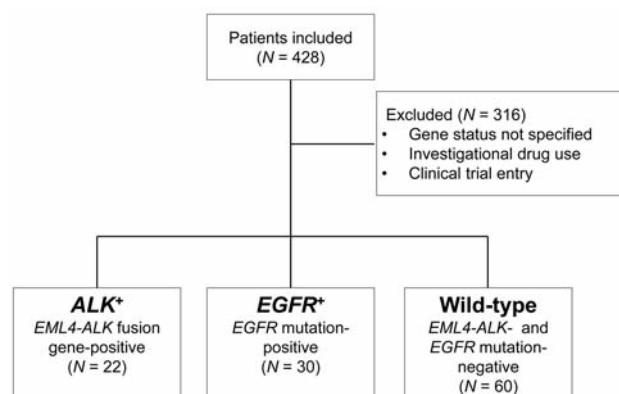 Patients included
(N = 428)
Excluded (N = 316)
• Gene status not specified
• Investigational drug use
• Clinical trial entry
ALK⁺
EML4-ALK fusion
gene-positive
(N = 22)
EGFR⁺
EGFR mutation-
positive
(N = 30)
Wild-type
EML4-ALK- and
EGFR mutation-
negative
(N = 60)